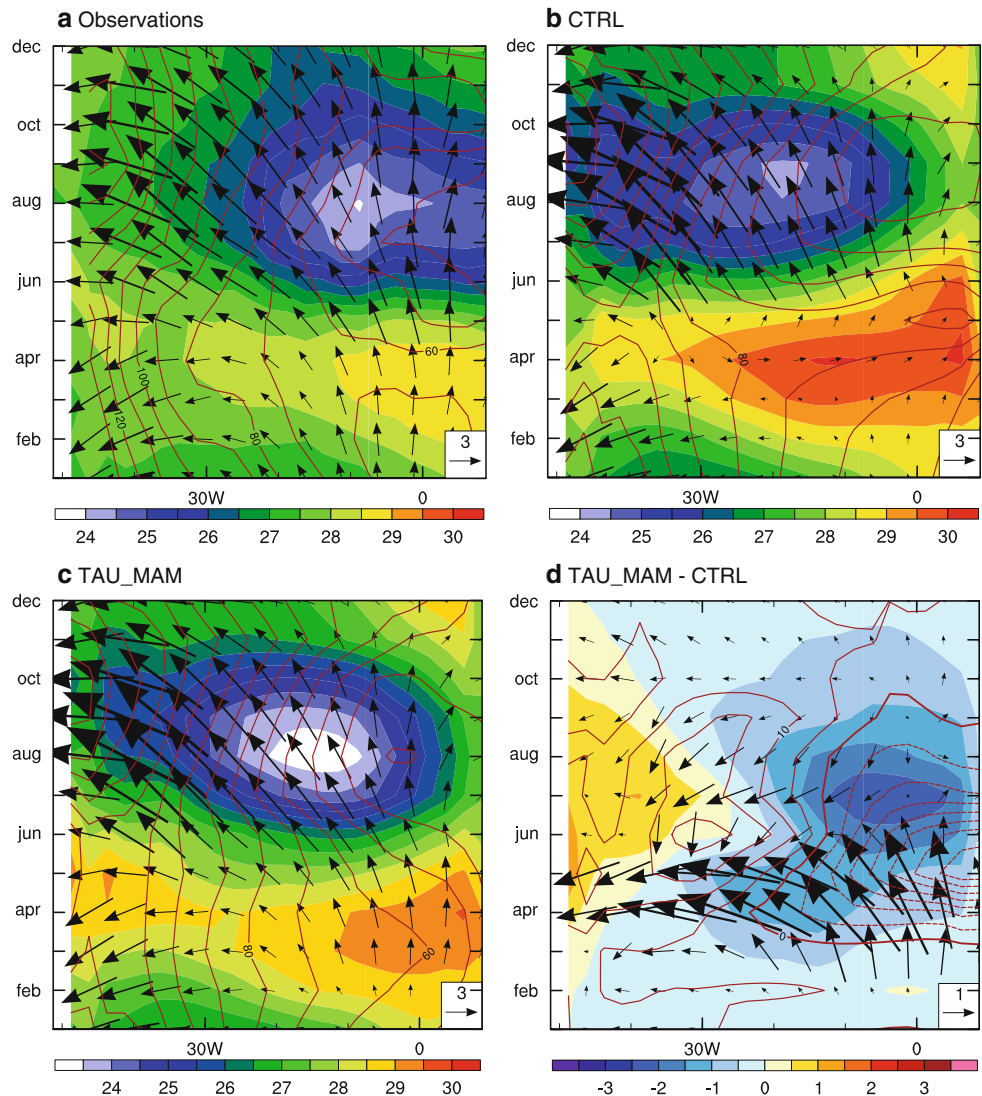 a Observations
dec
oct
aug
jun
apr
feb
100
120
80
60
3
30W 0
24 25 26 27 28 29 30
b CTRL
dec
oct
aug
jun
apr
feb
80
3
30W 0
24 25 26 27 28 29 30
c TAU_MAM
dec
oct
aug
jun
apr
feb
80
60
3
30W 0
24 25 26 27 28 29 30
d TAU_MAM - CTRL
dec
oct
aug
jun
apr
feb
10
0
1
30W 0
-3 -2 -1 0 1 2 3